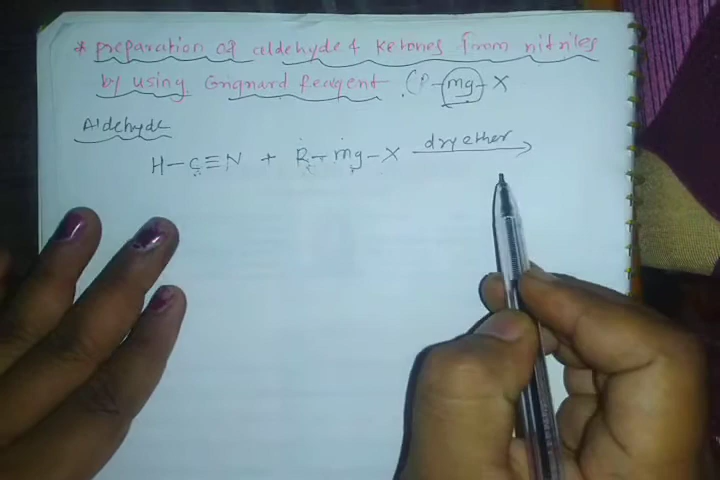 * preparation of aldehyde & ketones from nitriles
by using Grignard Reagent (R-mg-X
Aldehyde
H-C≡N + R-mg-X dry ether →